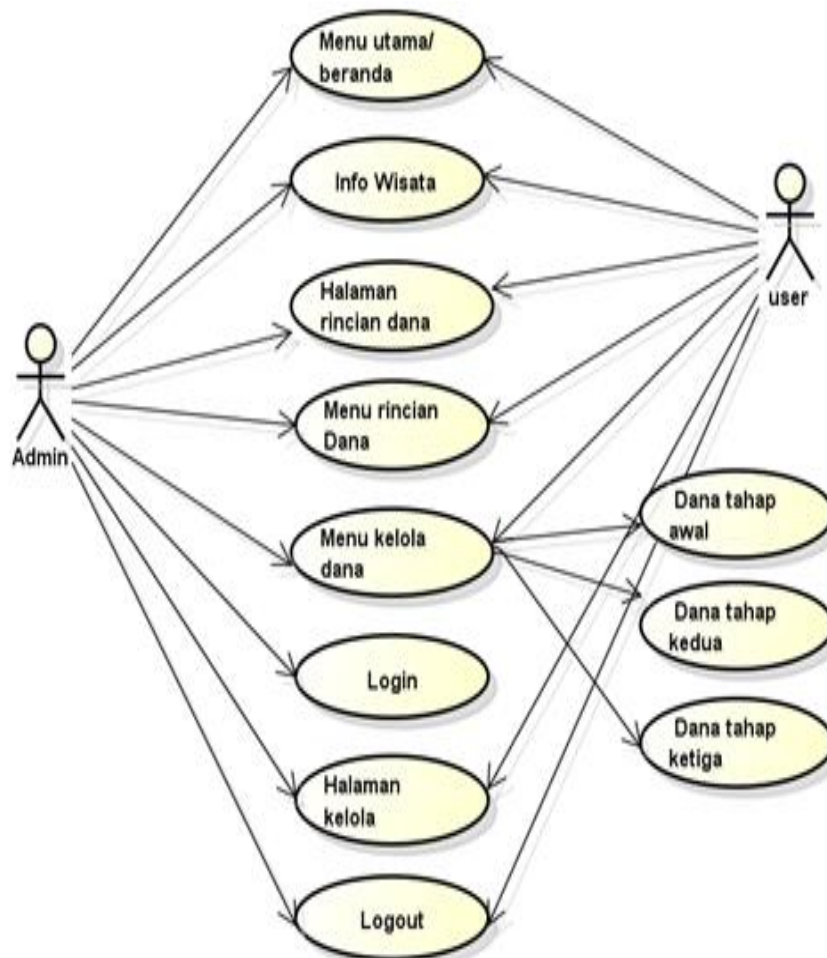 Menu utama/
beranda
Info Wisata
Halaman
rincian dana
user
Menu rincian
Dana
Admin
Dana tahap
awal
Menu kelola
dana
Dana tahap
kedua
Login
Dana tahap
ketiga
Halaman
kelola
Logout